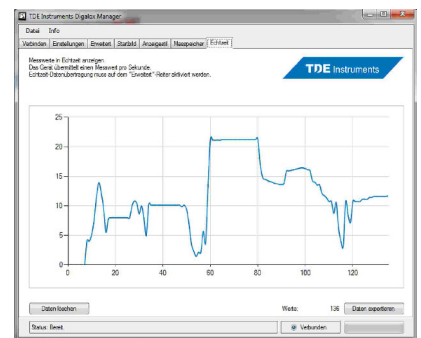 TDE Instruments Digalox Manager
Datei Info
Verbinden Einstellungen Erweitert Startbild Anzeigestil Messspeicher Echtzeit
Messwerte in Echtzeit anzeigen.
Das Gerät übermittelt einen Messwert pro Sekunde.
Echtzeit-Datenübertragung muss auf dem "Erweitert"-Reiter aktiviert werden.
TDE Instruments
25
20
15
10
5
0
0 20 40 60 80 100 120
Daten löschen Werte: 136 Daten exportieren
Status: Bereit Verbunden